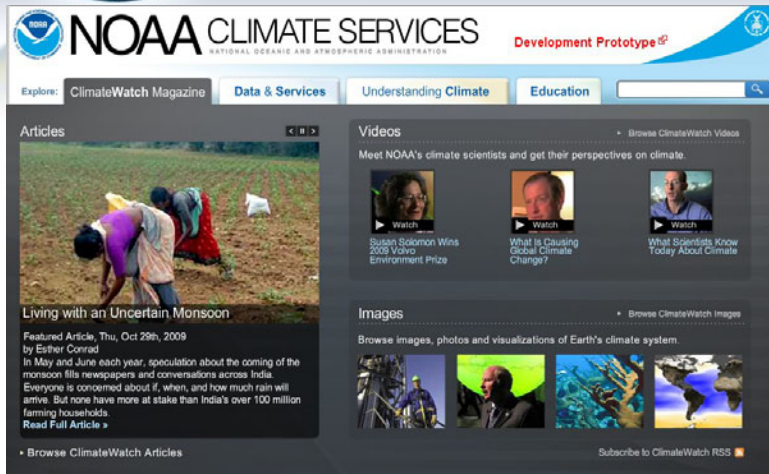 NOAA
NOAA CLIMATE SERVICES
NATIONAL OCEANIC AND ATMOSPHERIC ADMINISTRATION
Development Prototype
Explore: ClimateWatch Magazine Data & Services Understanding Climate Education
Articles
Living with an Uncertain Monsoon
Featured Article, Thu, Oct 29th, 2009
by Esther Conrad
In May and June each year, speculation about the coming of the
monsoon fills newspapers and conversations across India.
Everyone is concerned about if, when, and how much rain will
arrive. But none have more at stake than India's over 100 million
farming households.
Read Full Article »
Browse ClimateWatch Articles
Videos
Browse ClimateWatch Videos
Meet NOAA's climate scientists and get their perspectives on climate.
Watch
Susan Solomon Wins
2009 Volvo
Environment Prize
Watch
What Is Causing
Global Climate
Change?
Watch
What Scientists Know
Today About Climate
Images
Browse ClimateWatch Images
Browse images, photos and visualizations of Earth's climate system.
Subscribe to ClimateWatch RSS